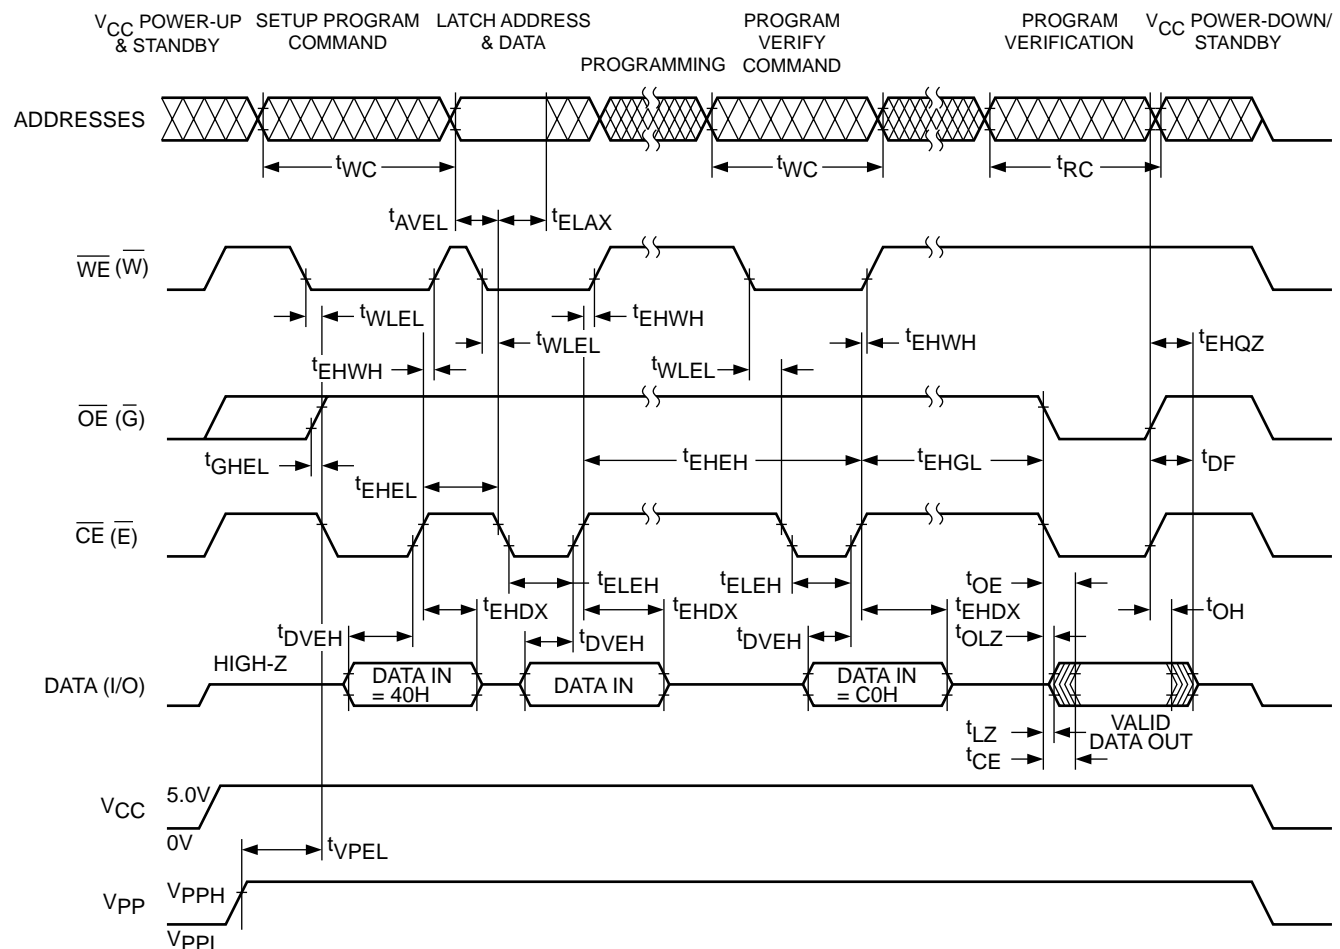 VCC POWER-UP
& STANDBY
SETUP PROGRAM
COMMAND
LATCH ADDRESS
& DATA
PROGRAMMING
PROGRAM
VERIFY
COMMAND
PROGRAM
VERIFICATION
VCC POWER-DOWN/
STANDBY
ADDRESSES
tWC
tWC
tRC
tAVEL
tELAX
WE (W)
tWLEL
tEHWH
tWLEL
tEHWH
tEHQZ
tEHWH
tWLEL
OE (G)
tGHEL
tEHEH
tEHGL
tDF
tEHEL
CE (E)
tELEH
tELEH
tOE
tEHDX
tEHDX
tEHDX
tOH
tDVEH
tDVEH
tDVEH
tOLZ
HIGH-Z
DATA (I/O)
DATA IN
= 40H
DATA IN
DATA IN
= C0H
VALID
DATA OUT
tLZ
tCE
VCC
5.0V
0V
tVPEL
VPP
VPPH
VPPL